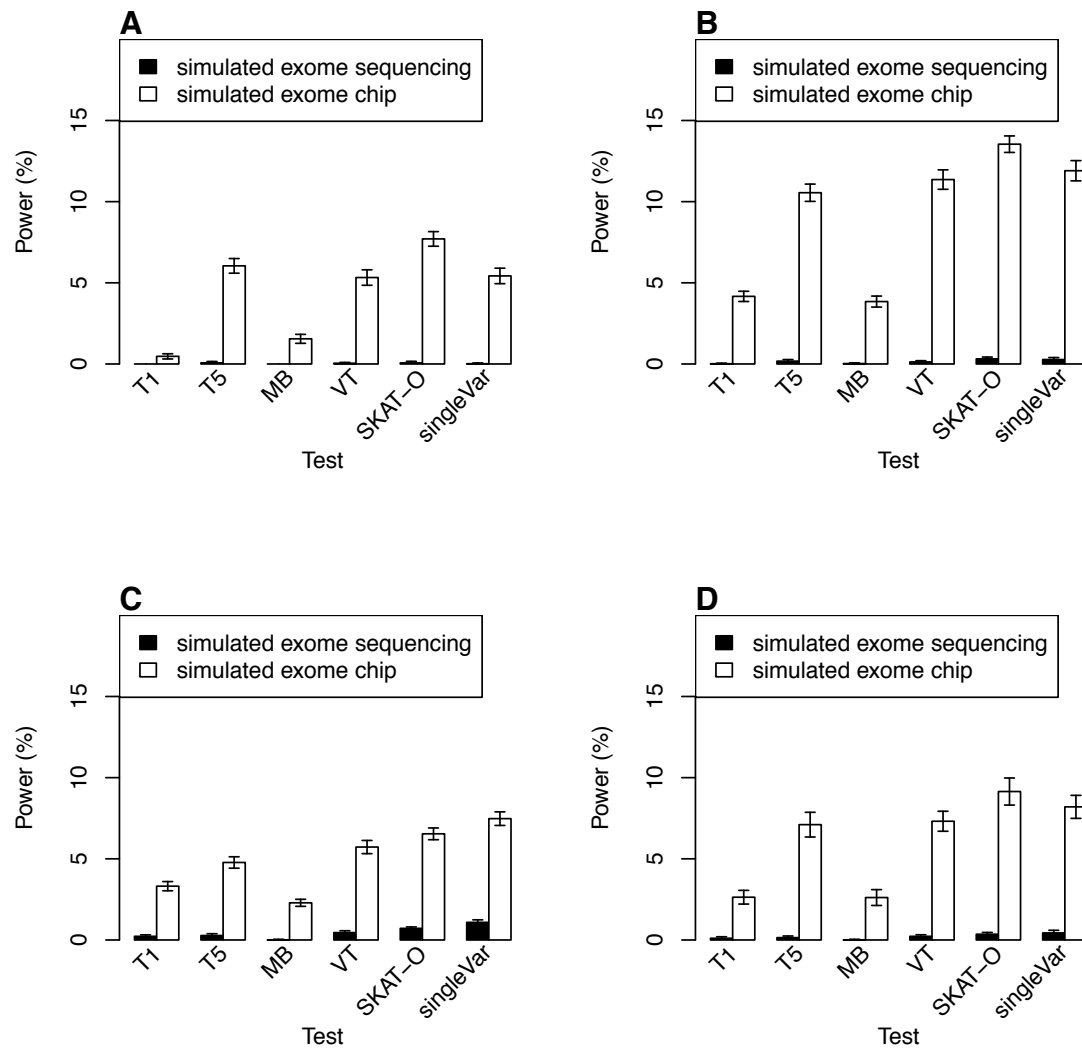 A
simulated exome sequencing
simulated exome chip
Power (%)
15
10
5
0
T1
T5
MB
VT
SKAT−O
singleVar
Test
B
simulated exome sequencing
simulated exome chip
Power (%)
15
10
5
0
T1
T5
MB
VT
SKAT−O
singleVar
Test
C
simulated exome sequencing
simulated exome chip
Power (%)
15
10
5
0
T1
T5
MB
VT
SKAT−O
singleVar
Test
D
simulated exome sequencing
simulated exome chip
Power (%)
15
10
5
0
T1
T5
MB
VT
SKAT−O
singleVar
Test